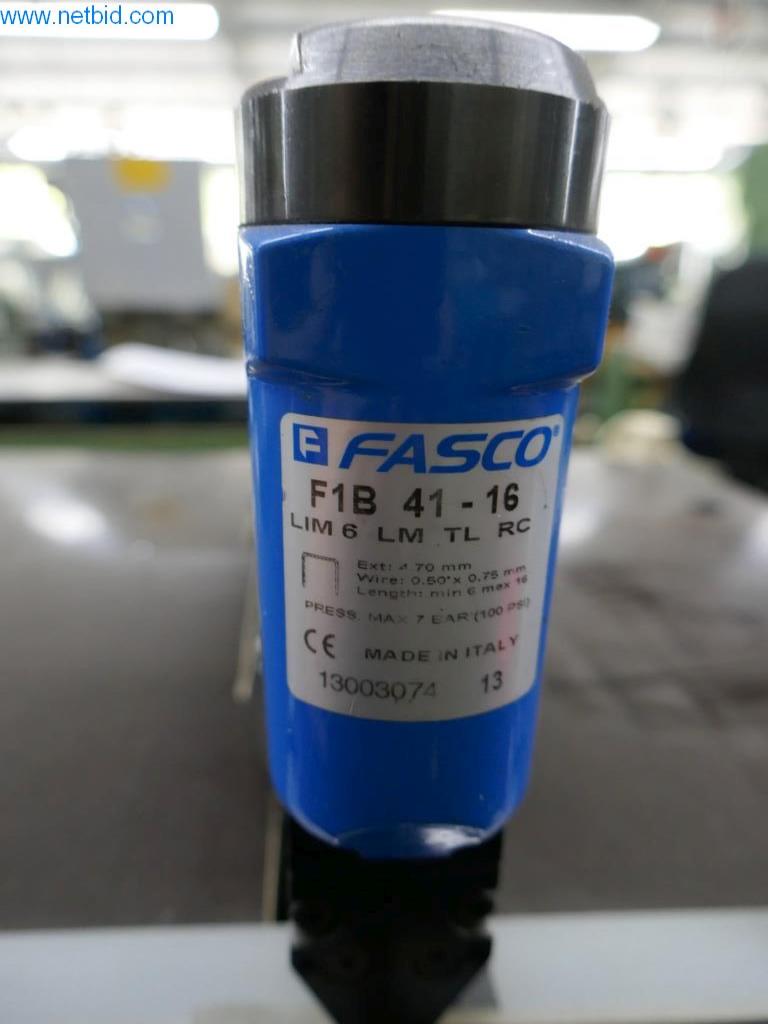 www.netbid.com
F FASCO®
F1B 41 - 16
LIM 6 LM TL RC
Ext: 4.70 mm
Wire: 0.50 x 0.75 mm
Length: min 6 max 16
PRESS. MAX 7 BAR (100 PSI)
CE MADE IN ITALY
13003074 13